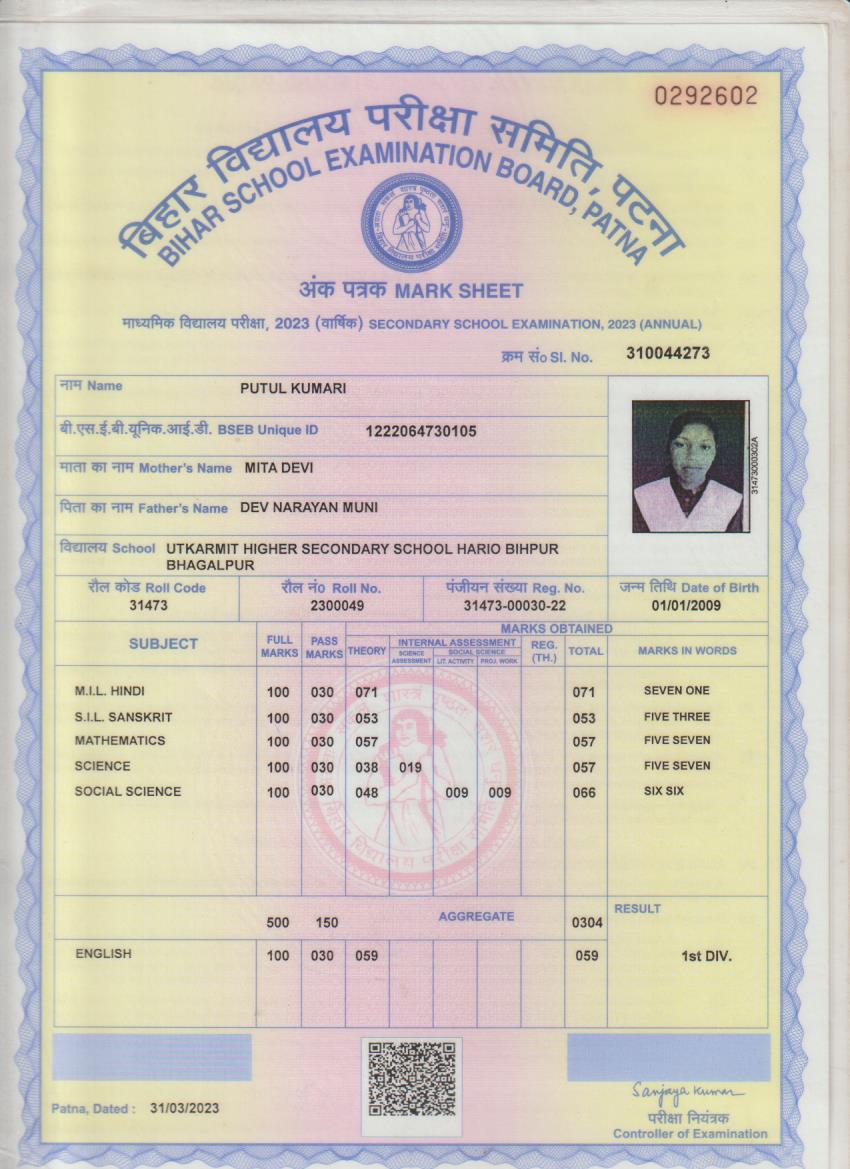 0292602
बिहार विद्यालय परीक्षा समिति, पटना
BIHAR SCHOOL EXAMINATION BOARD, PATNA
अंक पत्रक MARK SHEET
माध्यमिक विद्यालय परीक्षा, 2023 (वार्षिक) SECONDARY SCHOOL EXAMINATION, 2023 (ANNUAL)
क्रम सं० Sl. No. 310044273
नाम Name PUTUL KUMARI
बी.एस.ई.बी.यूनिक.आई.डी. BSEB Unique ID 1222064730105
माता का नाम Mother's Name MITA DEVI
पिता का नाम Father's Name DEV NARAYAN MUNI
विद्यालय School UTKARMIT HIGHER SECONDARY SCHOOL HARIO BIHPUR
BHAGALPUR
314730000302A
रौल कोड Roll Code रौल नं० Roll No. पंजीयन संख्या Reg. No. जन्म तिथि Date of Birth
31473 2300049 31473-00030-22 01/01/2009
SUBJECT FULL MARKS PASS MARKS MARKS OBTAINED
THEORY INTERNAL ASSESSMENT REG. (TH.) TOTAL MARKS IN WORDS
SCIENCE ASSESSMENT SOCIAL SCIENCE
LIT. ACTIVITY PROJ. WORK
M.I.L. HINDI 100 030 071 071 SEVEN ONE
S.I.L. SANSKRIT 100 030 053 053 FIVE THREE
MATHEMATICS 100 030 057 057 FIVE SEVEN
SCIENCE 100 030 038 019 057 FIVE SEVEN
SOCIAL SCIENCE 100 030 048 009 009 066 SIX SIX
बिहार विद्यालय परीक्षा समिति
500 150 AGGREGATE 0304 RESULT
ENGLISH 100 030 059 059 1st DIV.
Patna, Dated : 31/03/2023
Sanjaya Kumar
परीक्षा नियंत्रक
Controller of Examination